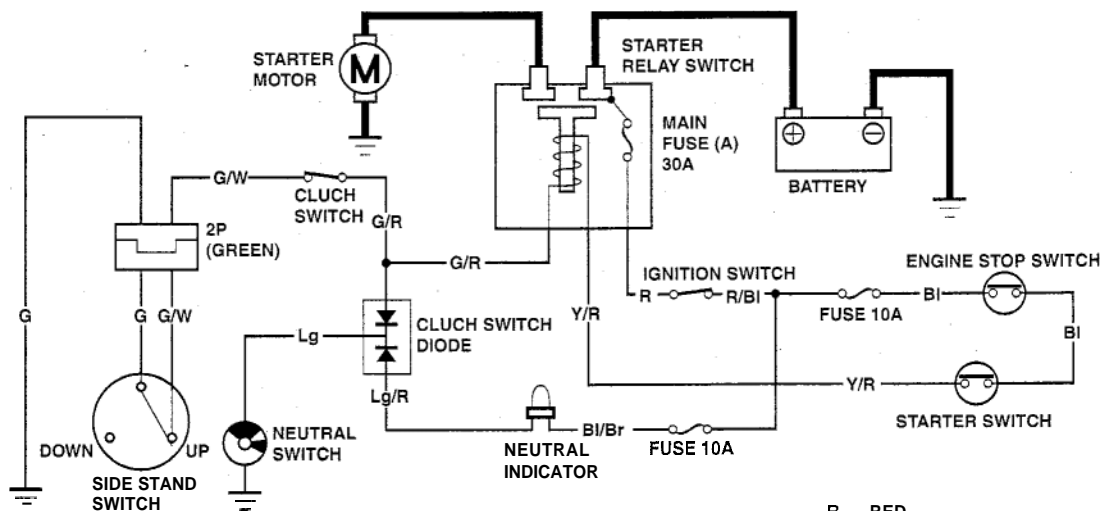 STARTER
MOTOR
M
STARTER
RELAY SWITCH
MAIN
FUSE (A)
30A
BATTERY
G/W
CLUCH
SWITCH
G/R
2P
(GREEN)
G/R
IGNITION SWITCH
ENGINE STOP SWITCH
R
R/Bl
FUSE 10A
Bl
G
G
G/W
Lg
CLUCH SWITCH
DIODE
Y/R
Bl
Lg/R
Y/R
STARTER SWITCH
DOWN
UP
NEUTRAL
SWITCH
NEUTRAL
INDICATOR
Bl/Br
FUSE 10A
SIDE STAND
SWITCH